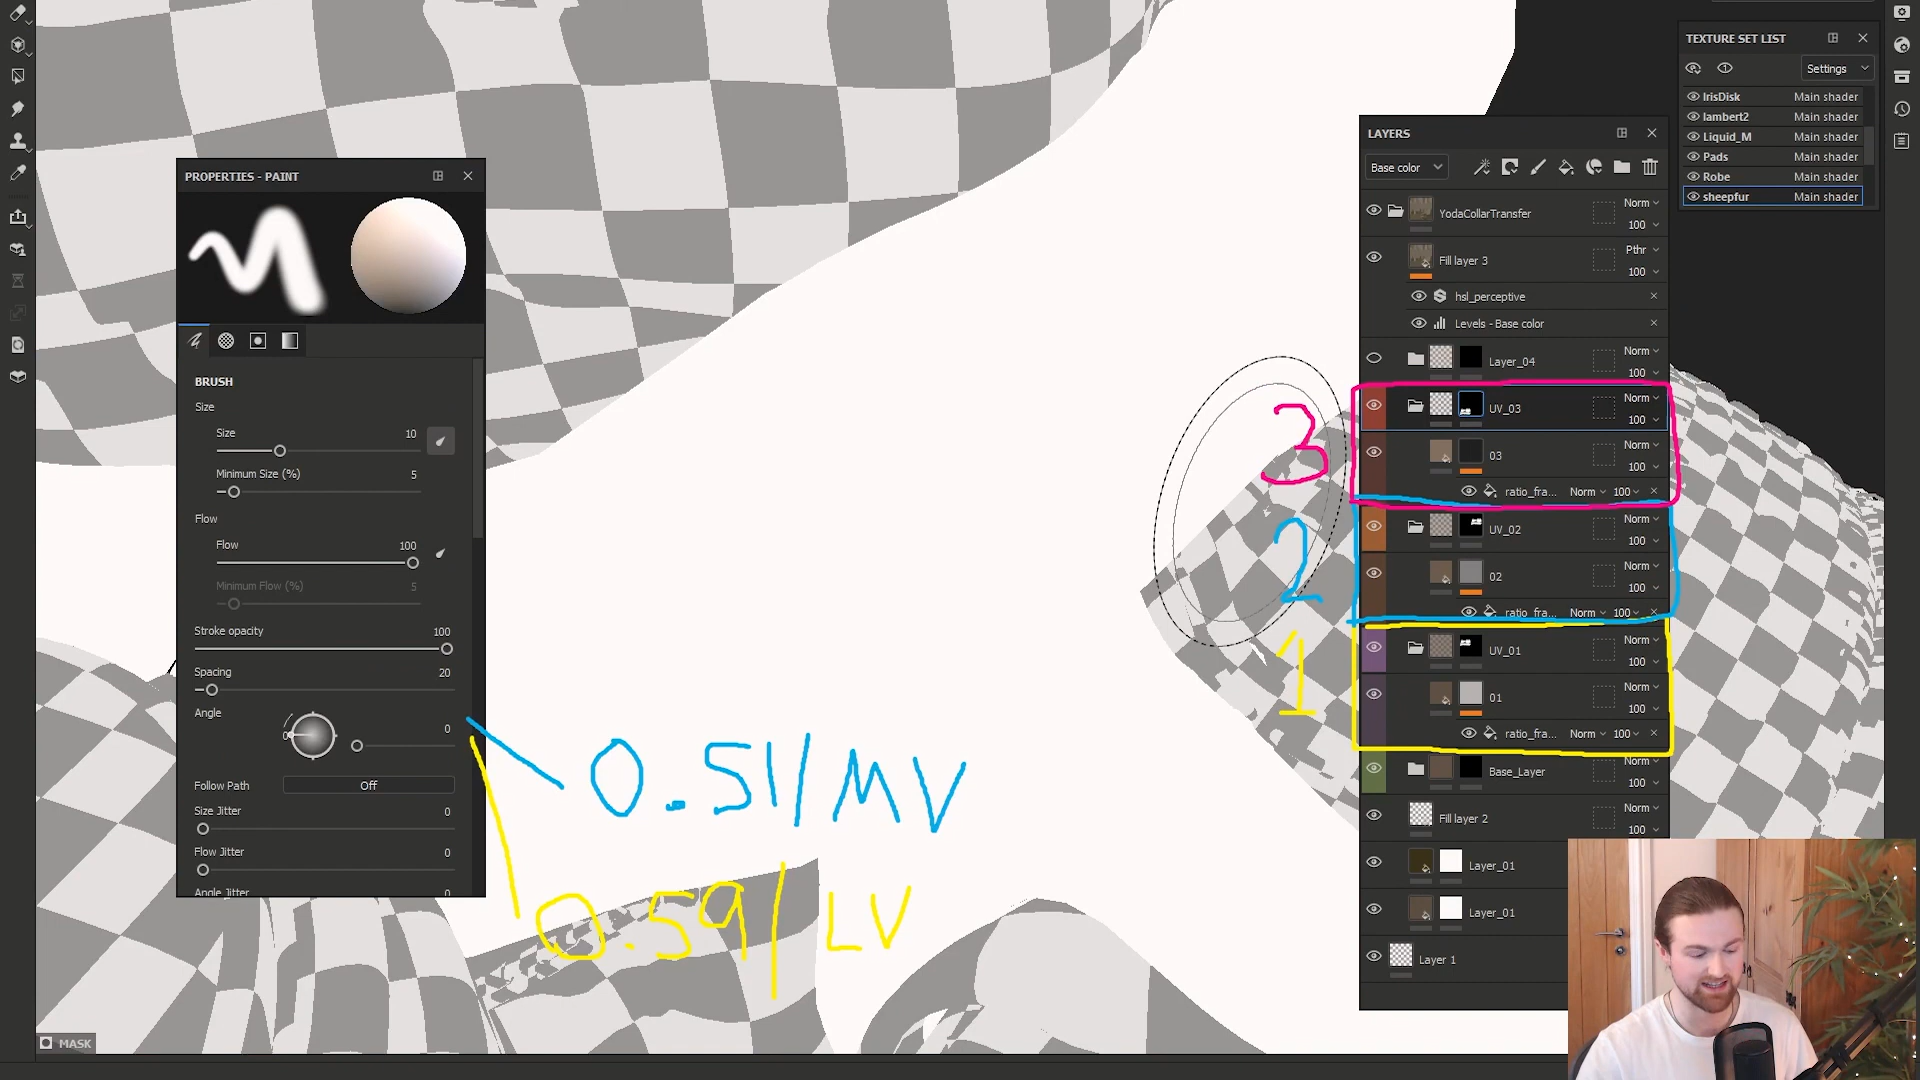 PROPERTIES - PAINT
BRUSH
Size
Size 10
Minimum Size (%) 5
Flow
Flow 100
Minimum Flow (%) 5
Stroke opacity 100
Spacing 20
Angle
0 0
Follow Path Off
Size Jitter 0
Flow Jitter 0
Angle Jitter 0
MASK
0.51/MV
0.59/LV
3
2
1
LAYERS
Base color
YodaCollarTransfer Norm 100
Fill layer 3 Pthr 100
hsl_perceptive
Levels - Base color
Layer_04 Norm 100
UV_03 Norm 100
03 Norm 100
ratio_fra... Norm 100
UV_02 Norm 100
02 Norm 100
ratio_fra... Norm 100
UV_01 Norm 100
01 Norm 100
ratio_fra... Norm 100
Base_Layer Norm 100
Fill layer 2 Norm 100
Layer_01
Layer_01
Layer 1
TEXTURE SET LIST
1 Settings
IrisDisk Main shader
lambert2 Main shader
Liquid_M Main shader
Pads Main shader
Robe Main shader
sheepfur Main shader